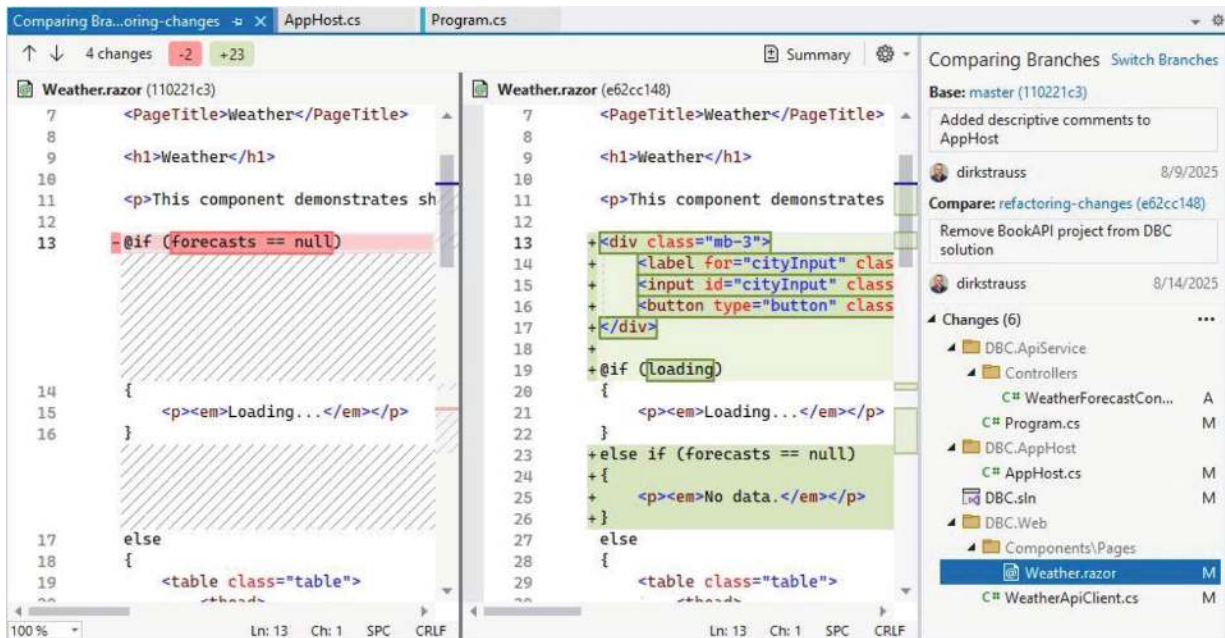 Comparing Bra...oring-changes
AppHost.cs
Program.cs
4 changes -2 +23
Summary
Weather.razor (110221c3)
7 <PageTitle>Weather</PageTitle>
8
9 <h1>Weather</h1>
10
11 <p>This component demonstrates sh
12
13 -@if (forecasts == null)
14 {
15 <p><em>Loading...</em></p>
16 }
17 else
18 {
19 <table class="table">
20 <thead>
100 % Ln: 13 Ch: 1 SPC CRLF
Weather.razor (e62cc148)
7 <PageTitle>Weather</PageTitle>
8
9 <h1>Weather</h1>
10
11 <p>This component demonstrates
12
13 +<div class="mb-3">
14 + <label for="cityInput" clas
15 + <input id="cityInput" class
16 + <button type="button" class
17 +</div>
18 +
19 +@if (loading)
20 {
21 <p><em>Loading...</em></p>
22 }
23 +else if (forecasts == null)
24 +{
25 + <p><em>No data.</em></p>
26 +}
27 else
28 {
29 <table class="table">
30 <thead>
Ln: 13 Ch: 1 SPC CRLF
Comparing Branches Switch Branches
Base: master (110221c3)
Added descriptive comments to
AppHost
dirkstrauss 8/9/2025
Compare: refactoring-changes (e62cc148)
Remove BookAPI project from DBC
solution
dirkstrauss 8/14/2025
Changes (6) ...
DBC.ApiService
Controllers
C# WeatherForecastCon... A
C# Program.cs M
DBC.AppHost
C# AppHost.cs M
DBC.sln M
DBC.Web
Components\Pages
Weather.razor M
C# WeatherApiClient.cs M